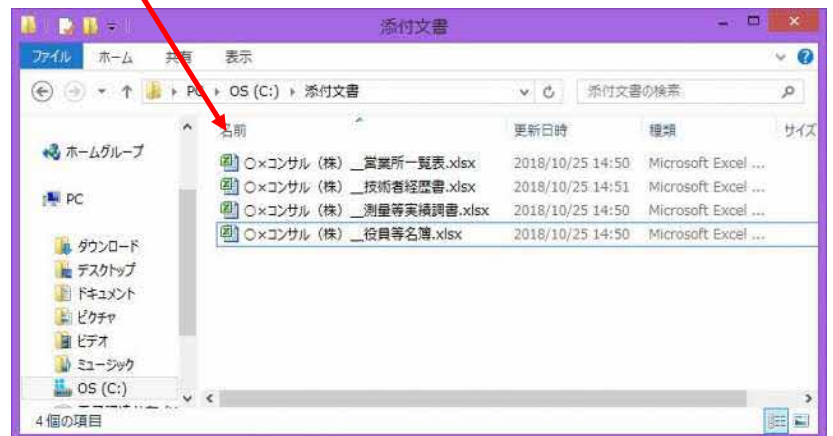 添付文書
ファイル ホーム 共有 表示
PC OS (C:) 添付文書 添付文書の検索
名前 更新日時 種類 サイズ
ホームグループ
○×コンサル（株）__営業所一覧表.xlsx 2018/10/25 14:50 Microsoft Excel ...
○×コンサル（株）__技術者経歴書.xlsx 2018/10/25 14:51 Microsoft Excel ...
PC
○×コンサル（株）__測量等実績調書.xlsx 2018/10/25 14:50 Microsoft Excel ...
○×コンサル（株）__役員等名簿.xlsx 2018/10/25 14:50 Microsoft Excel ...
ダウンロード
デスクトップ
ドキュメント
ピクチャ
ビデオ
ミュージック
OS (C:)
4 個の項目